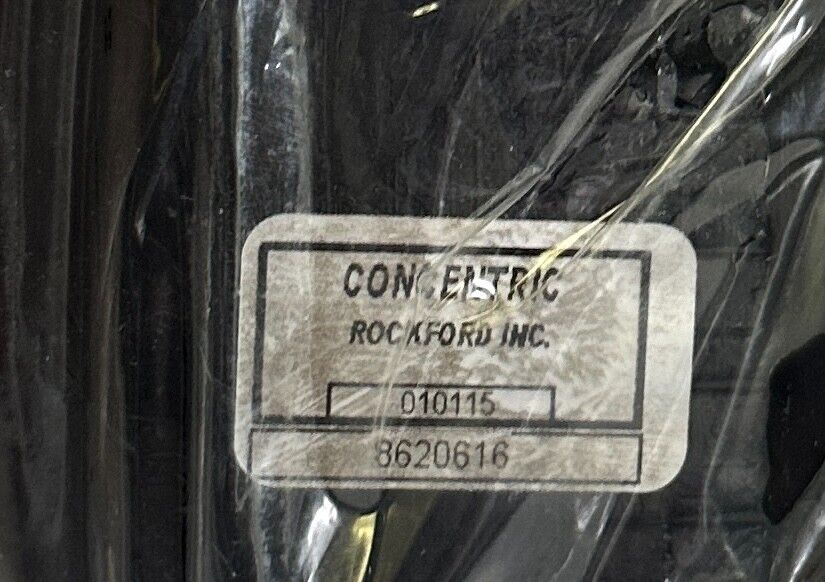 CONCENTRIC
ROCKFORD INC.
010115
8620616